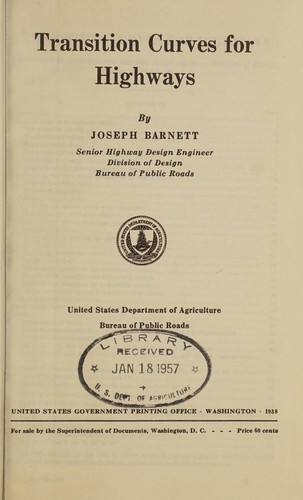 Transition Curves for
Highways
By
JOSEPH BARNETT
Senior Highway Design Engineer
Division of Design
Bureau of Public Roads
United States Department of Agriculture
Bureau of Public Roads
LIBRARY
RECEIVED
JAN 18 1957
U. S. DEPT. OF AGRICULTURE
UNITED STATES GOVERNMENT PRINTING OFFICE - WASHINGTON - 1938
For sale by the Superintendent of Documents, Washington, D. C. - - - Price 60 cents